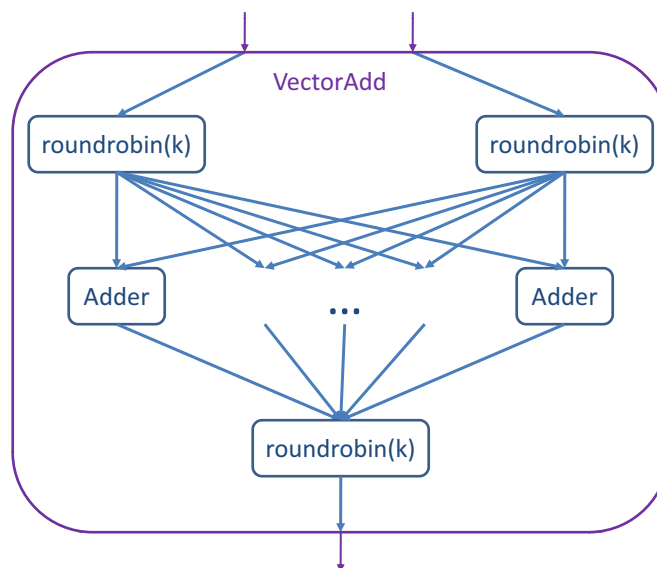 VectorAdd
roundrobin(k)
roundrobin(k)
Adder
...
Adder
roundrobin(k)